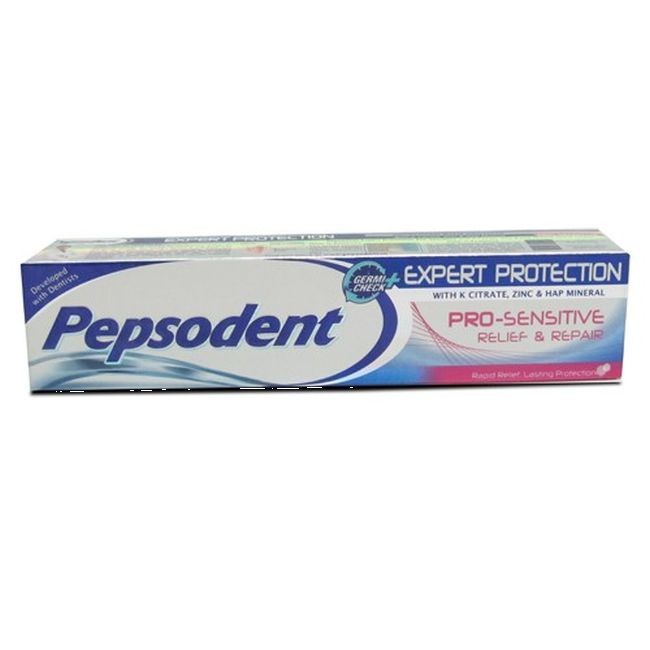 EXPERT PROTECTION
Developed
with Dentists
Pepsodent
GERMI
CHECK+
EXPERT PROTECTION
WITH K CITRATE, ZINC & HAP MINERAL
PRO-SENSITIVE
RELIEF & REPAIR
Rapid Relief, Lasting Protection